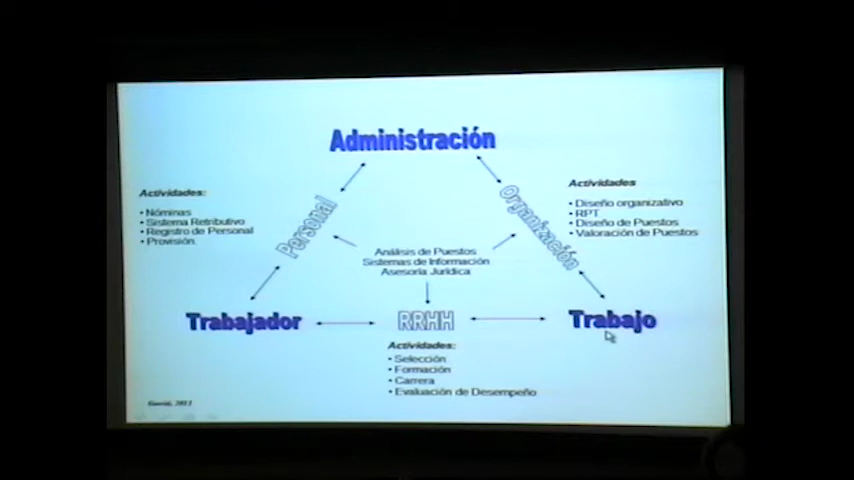 Administración
Actividades:
• Nóminas
• Sistema Retributivo
• Registro de Personal
• Provisión
Personal
Organización
Actividades
• Diseño organizativo
• RPT
• Diseño de Puestos
• Valoración de Puestos
Análisis de Puestos
Sistemas de Información
Asesoría Jurídica
Trabajador
RRHH
Trabajo
Actividades:
• Selección
• Formación
• Carrera
• Evaluación de Desempeño